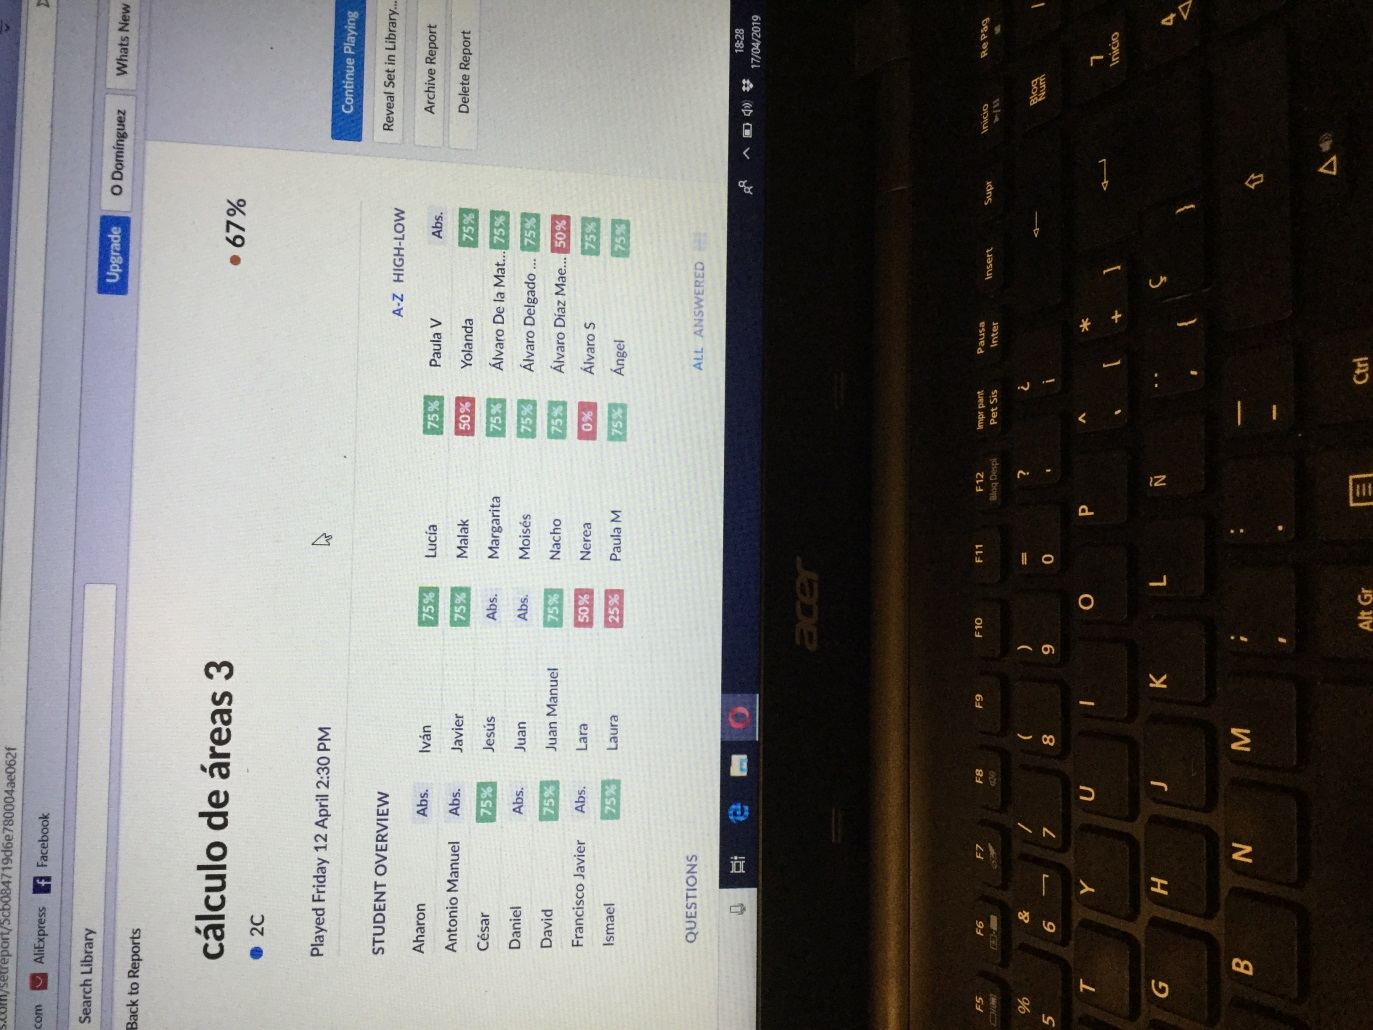 s.com/setreport/5cb084719d6e780004ae062f
com AliExpress Facebook
Search Library
Upgrade O Domínguez Whats New
Back to Reports
cálculo de áreas 3
67%
2C
Played Friday 12 April 2:30 PM
Continue Playing
Reveal Set in Library...
Archive Report
Delete Report
STUDENT OVERVIEW
A-Z HIGH-LOW
Aharon Abs. Iván 75% Lucía 75% Paula V Abs.
Antonio Manuel Abs. Javier 75% Malak 50% Yolanda 75%
César 75% Jesús Abs. Margarita 75% Álvaro De la Mat... 75%
Daniel Abs. Juan Abs. Moisés 75% Álvaro Delgado ... 75%
David 75% Juan Manuel 75% Nacho 75% Álvaro Díaz Mae... 50%
Francisco Javier Abs. Lara 50% Nerea 0% Álvaro S 75%
Ismael 75% Laura 25% Paula M 75% Ángel 75%
QUESTIONS
ALL ANSWERED
18:28
17/04/2019
acer
F5 F6 F7 F8 F9 F10 F11 F12 Impr pant Pausa Insert Supr Inicio Re Pág
Bloq Despl Pet Sis Inter
% & / ( ) = ? ¿ Bloq
5 6 ¬ 7 8 9 0 ' ¡ Num
T Y U I O P ^ [ ` * + ] 7 Inicio
G H J K L Ñ ¨ ´ { Ç } 4
B N M ; , : . _ -
Alt Gr Ctrl